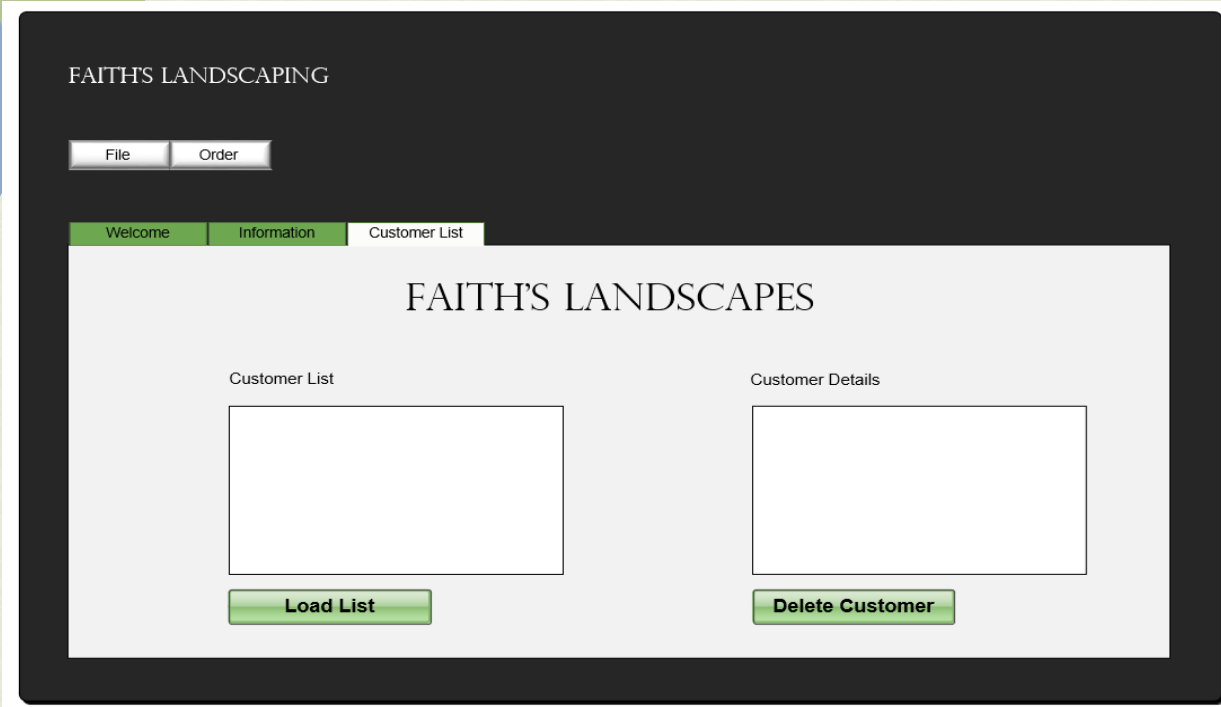 FAITH'S LANDSCAPING
File Order
Welcome Information Customer List
FAITH'S LANDSCAPES
Customer List Customer Details
Load List Delete Customer